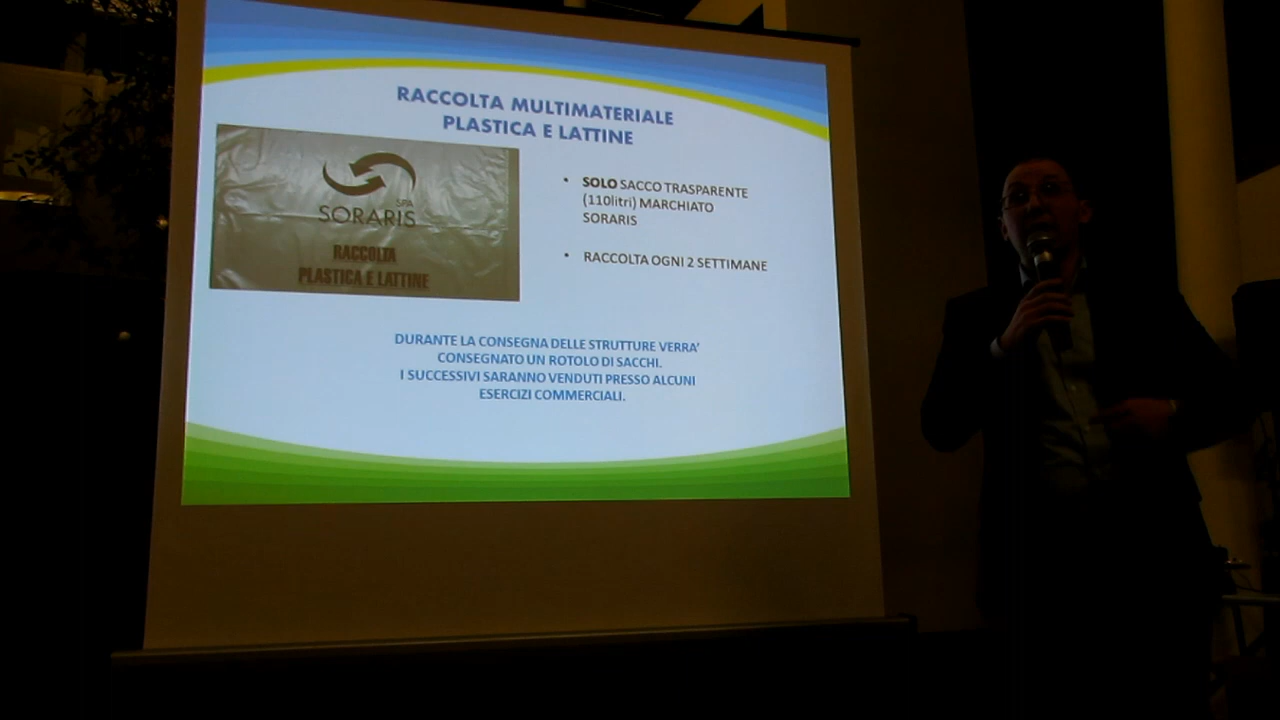 RACCOLTA MULTIMATERIALE
PLASTICA E LATTINE
SPA
SORARIS
RACCOLTA
PLASTICA E LATTINE
• SOLO SACCO TRASPARENTE
(110litri) MARCHIATO
SORARIS
• RACCOLTA OGNI 2 SETTIMANE
DURANTE LA CONSEGNA DELLE STRUTTURE VERRA'
CONSEGNATO UN ROTOLO DI SACCHI.
I SUCCESSIVI SARANNO VENDUTI PRESSO ALCUNI
ESERCIZI COMMERCIALI.